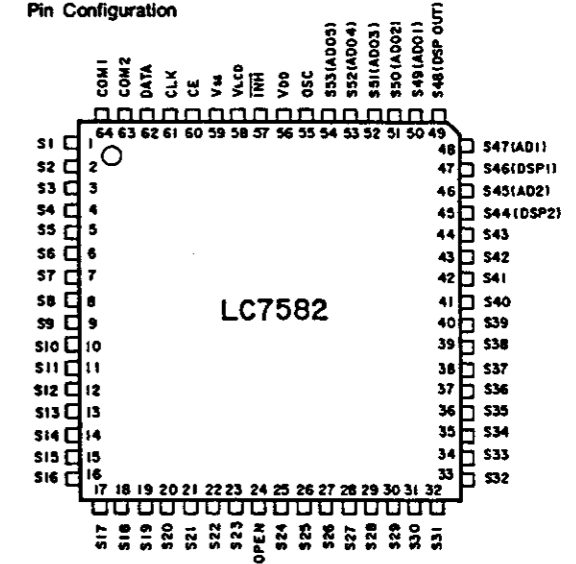 Pin Configuration
COM1
COM2
DATA
CLK
CE
Vss
VLCD
INH
VDD
OSC
S53(ADO5)
S52(ADO4)
S51(ADO3)
S50(ADO2)
S49(ADO1)
S48(DSP OUT)
64 63 62 61 60 59 58 57 56 55 54 53 52 51 50 49
S1 1
S2 2
S3 3
S4 4
S5 5
S6 6
S7 7
S8 8
S9 9
S10 10
S11 11
S12 12
S13 13
S14 14
S15 15
S16 16
LC7582
48 S47(AD1)
47 S46(DSP1)
46 S45(AD2)
45 S44(DSP2)
44 S43
43 S42
42 S41
41 S40
40 S39
39 S38
38 S37
37 S36
36 S35
35 S34
34 S33
33 S32
17 18 19 20 21 22 23 24 25 26 27 28 29 30 31 32
S17
S18
S19
S20
S21
S22
S23
OPEN
S24
S25
S26
S27
S28
S29
S30
S31